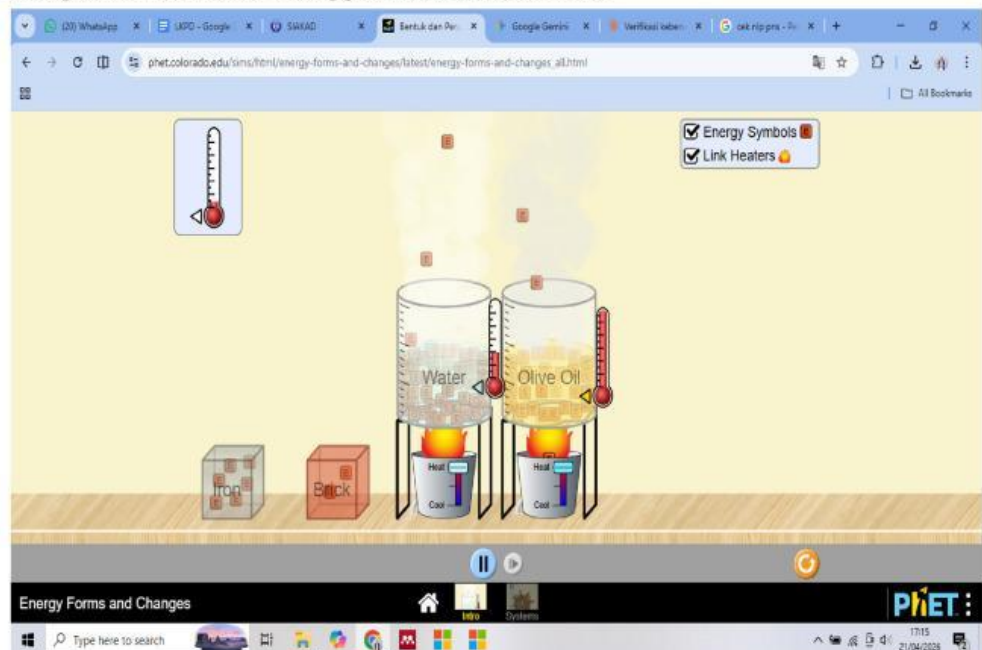 (20) WhatsApp
LKPD - Google
SIAKAD
Bentuk dan Per
Google Gemini
Verifikasi keben
cek nip pns - Pe
phet.colorado.edu/sims/html/energy-forms-and-changes/latest/energy-forms-and-changes_all.html
All Bookmarks
Energy Symbols E
Link Heaters
Water
Olive Oil
Iron
Brick
Heat
Cool
Heat
Cool
Energy Forms and Changes
Intro
Systems
PhET
Type here to search
17:15
21/04/2026